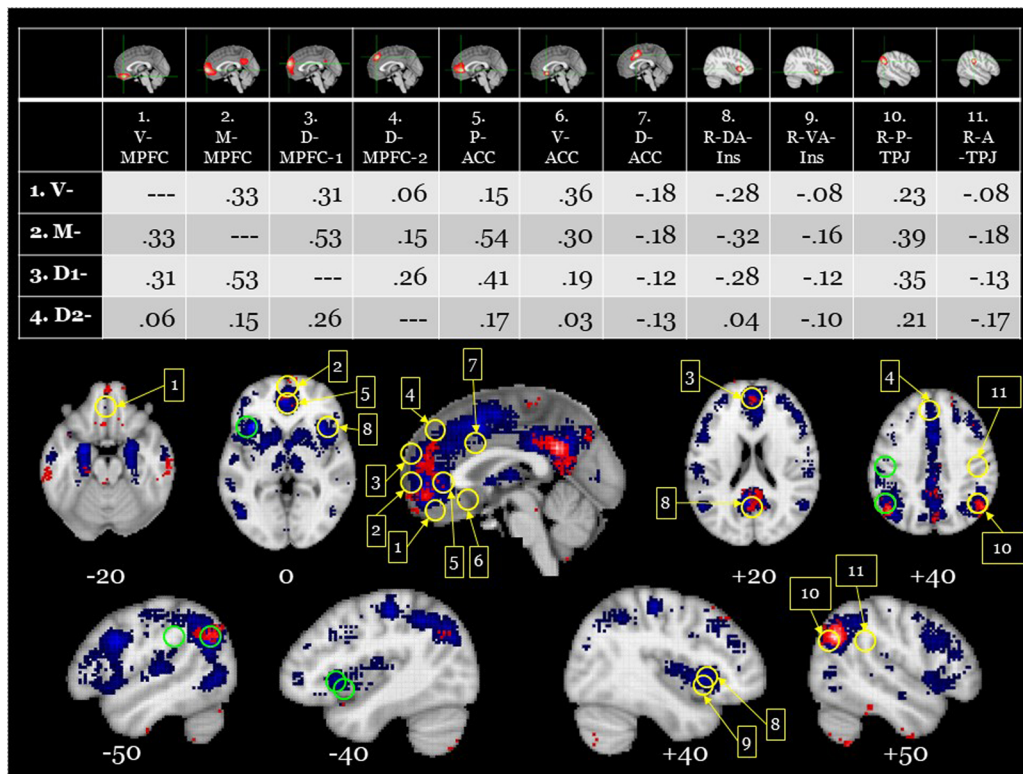 1. V- MPFC 2. M- MPFC 3. D- MPFC-1 4. D- MPFC-2 5. P- ACC 6. V- ACC 7. D- ACC 8. R-DA- Ins 9. R-VA- Ins 10. R-P- TPJ 11. R-A -TPJ
1. V- --- .33 .31 .06 .15 .36 -.18 -.28 -.08 .23 -.08
2. M- .33 --- .53 .15 .54 .30 -.18 -.32 -.16 .39 -.18
3. D1- .31 .53 --- .26 .41 .19 -.12 -.28 -.12 .35 -.13
4. D2- .06 .15 .26 --- .17 .03 -.13 .04 -.10 .21 -.17
1 2 5 8 4 7 3 2 1 5 6 3 8 4 11 10
-20 0 +20 +40
10 11 8 9
-50 -40 +40 +50